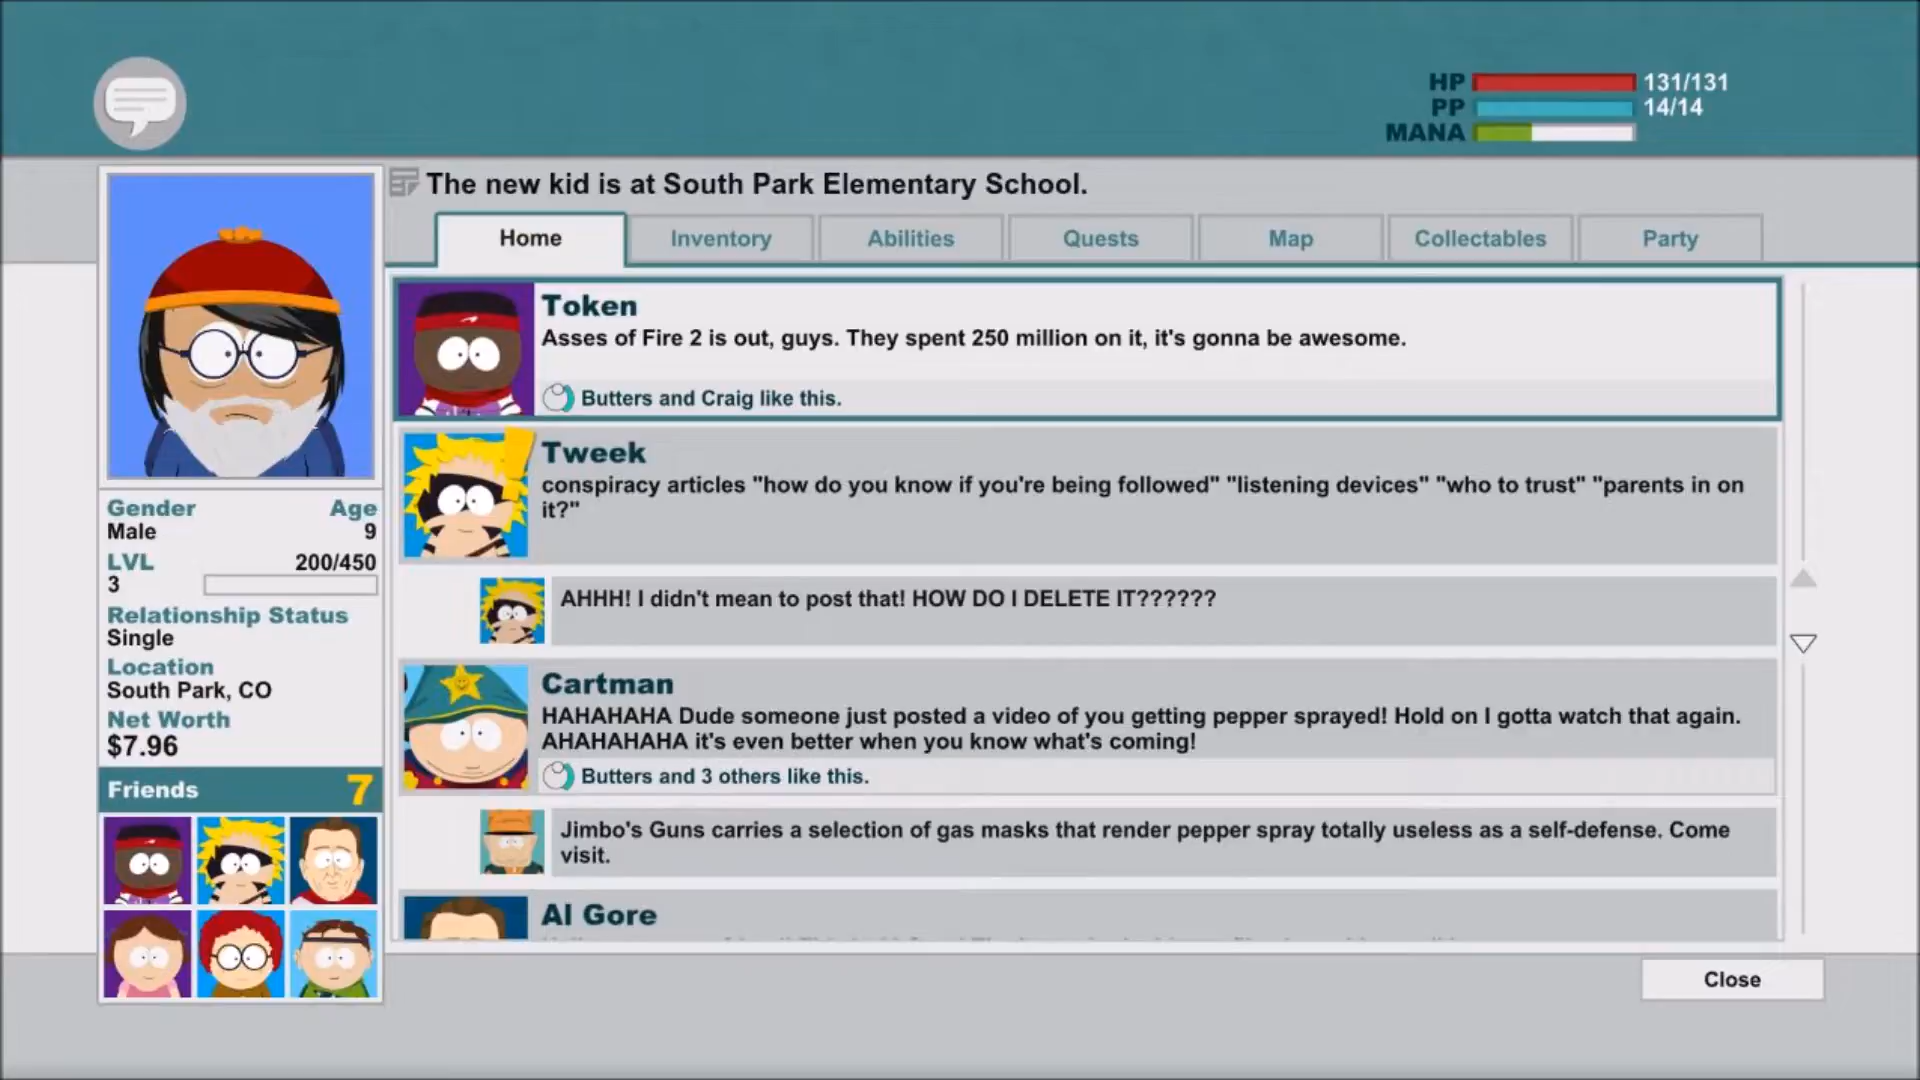 HP 131/131
PP 14/14
MANA
The new kid is at South Park Elementary School.
Home Inventory Abilities Quests Map Collectables Party
Token
Asses of Fire 2 is out, guys. They spent 250 million on it, it's gonna be awesome.
Butters and Craig like this.
Tweek
conspiracy articles "how do you know if you're being followed" "listening devices" "who to trust" "parents in on
it?"
AHHH! I didn't mean to post that! HOW DO I DELETE IT??????
Cartman
HAHAHAHA Dude someone just posted a video of you getting pepper sprayed! Hold on I gotta watch that again.
AHAHAHAHA it's even better when you know what's coming!
Butters and 3 others like this.
Jimbo's Guns carries a selection of gas masks that render pepper spray totally useless as a self-defense. Come
visit.
Al Gore
Gender Age
Male 9
LVL 200/450
3
Relationship Status
Single
Location
South Park, CO
Net Worth
$7.96
Friends 7
Close